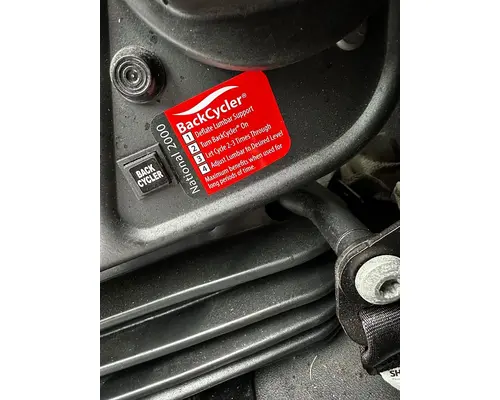 BackCycler®
1 Deflate Lumbar Support
2 Turn BackCycler® On
3 Let Cycle 2-3 Times Through
4 Adjust Lumbar to Desired Level
Maximum benefits when used for
long periods of time.
National 2000
BACK
CYCLER
SH